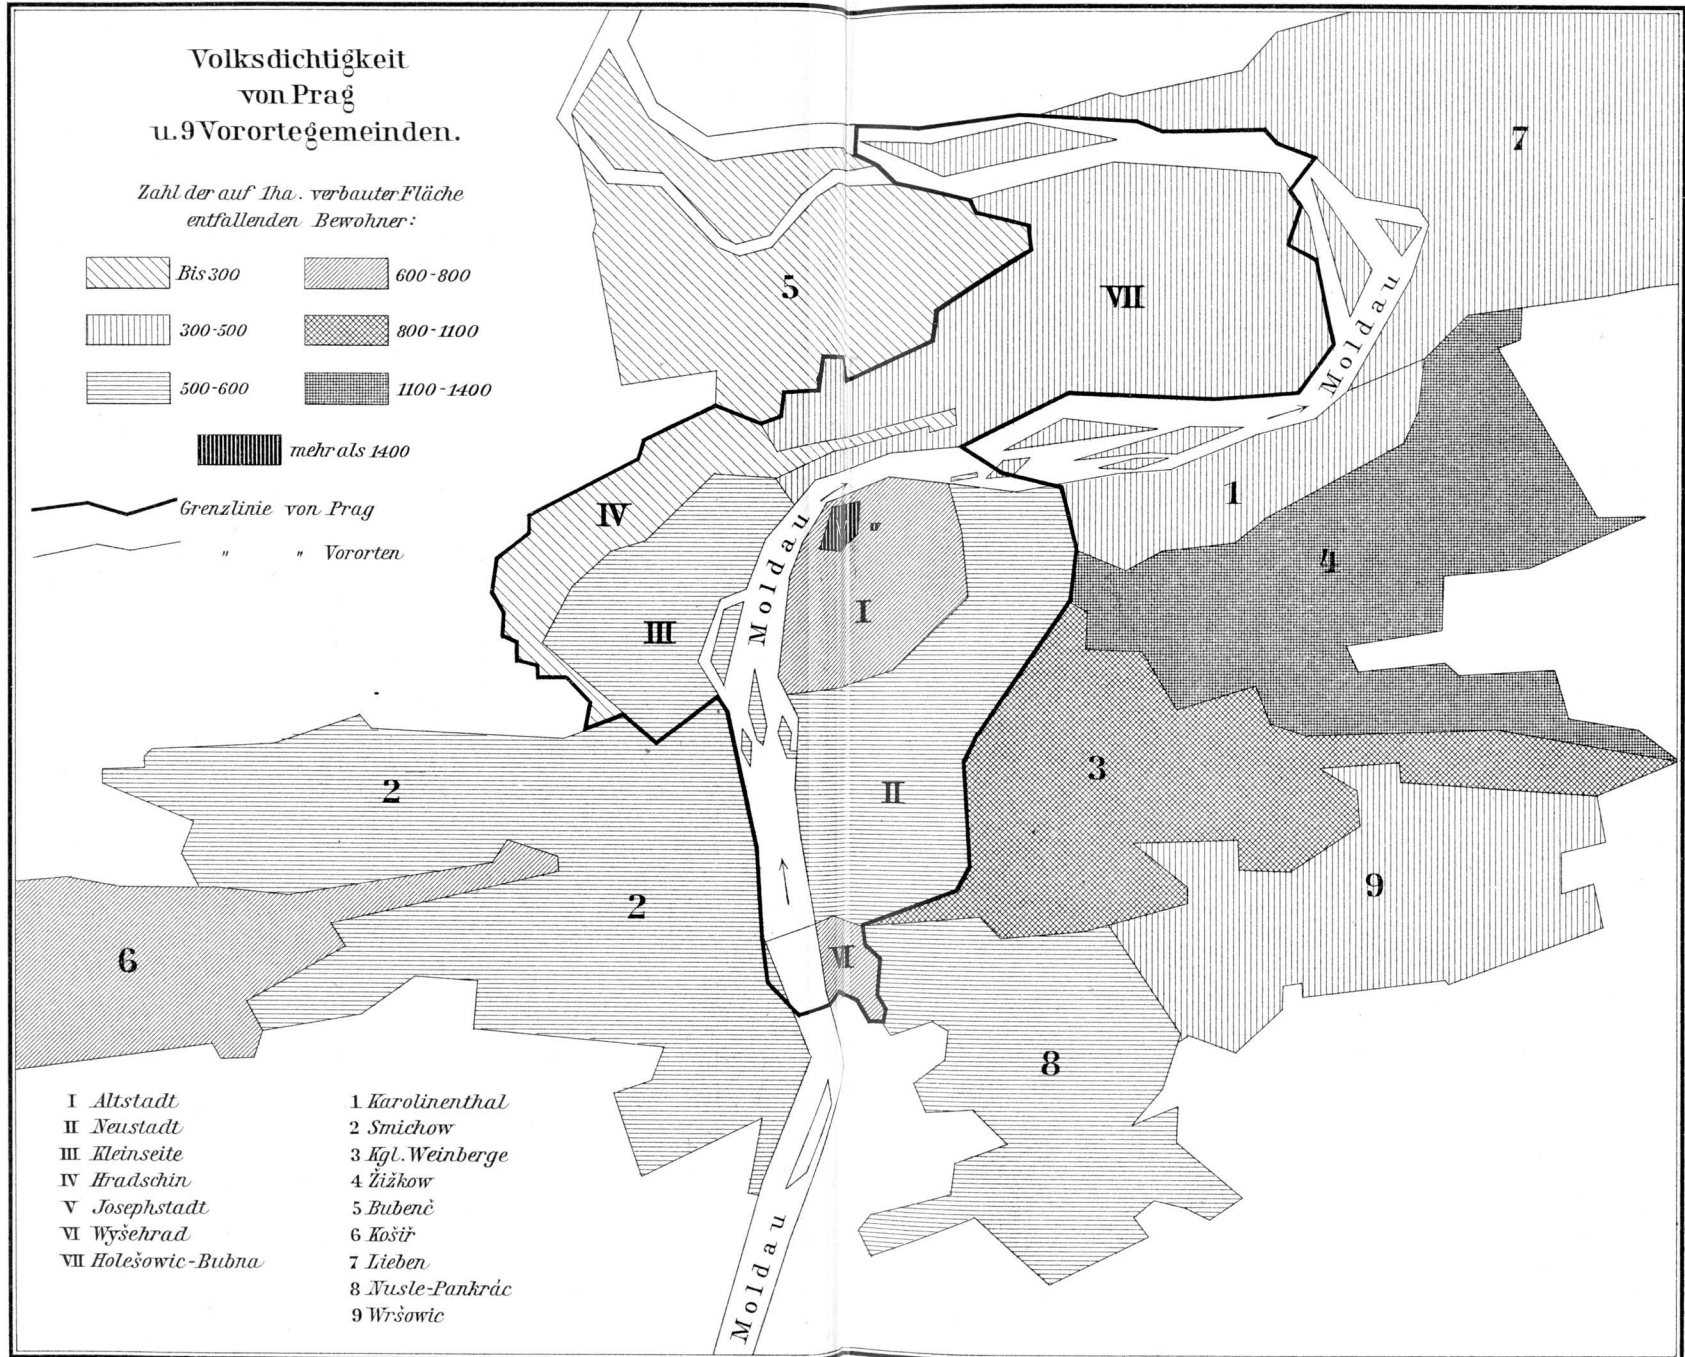 Volksdichtigkeit
von Prag
u. 9 Vorortegemeinden.
Zahl der auf 1ha. verbauter Fläche
entfallenden Bewohner:
Bis 300
600-800
300-500
800-1100
500-600
1100-1400
mehr als 1400
Grenzlinie von Prag
" " Vororten
7
5
VII
Moldau
IV
1
4
Moldau
III
I
2
II
3
2
9
6
VI
8
Moldau
I Altstadt
II Neustadt
III Kleinseite
IV Hradschin
V Josephstadt
VI Wyšehrad
VII Holešowic-Bubna
1 Karolinenthal
2 Smichow
3 Kgl. Weinberge
4 Žižkow
5 Bubenč
6 Košiř
7 Lieben
8 Nusle-Pankrác
9 Wršowic